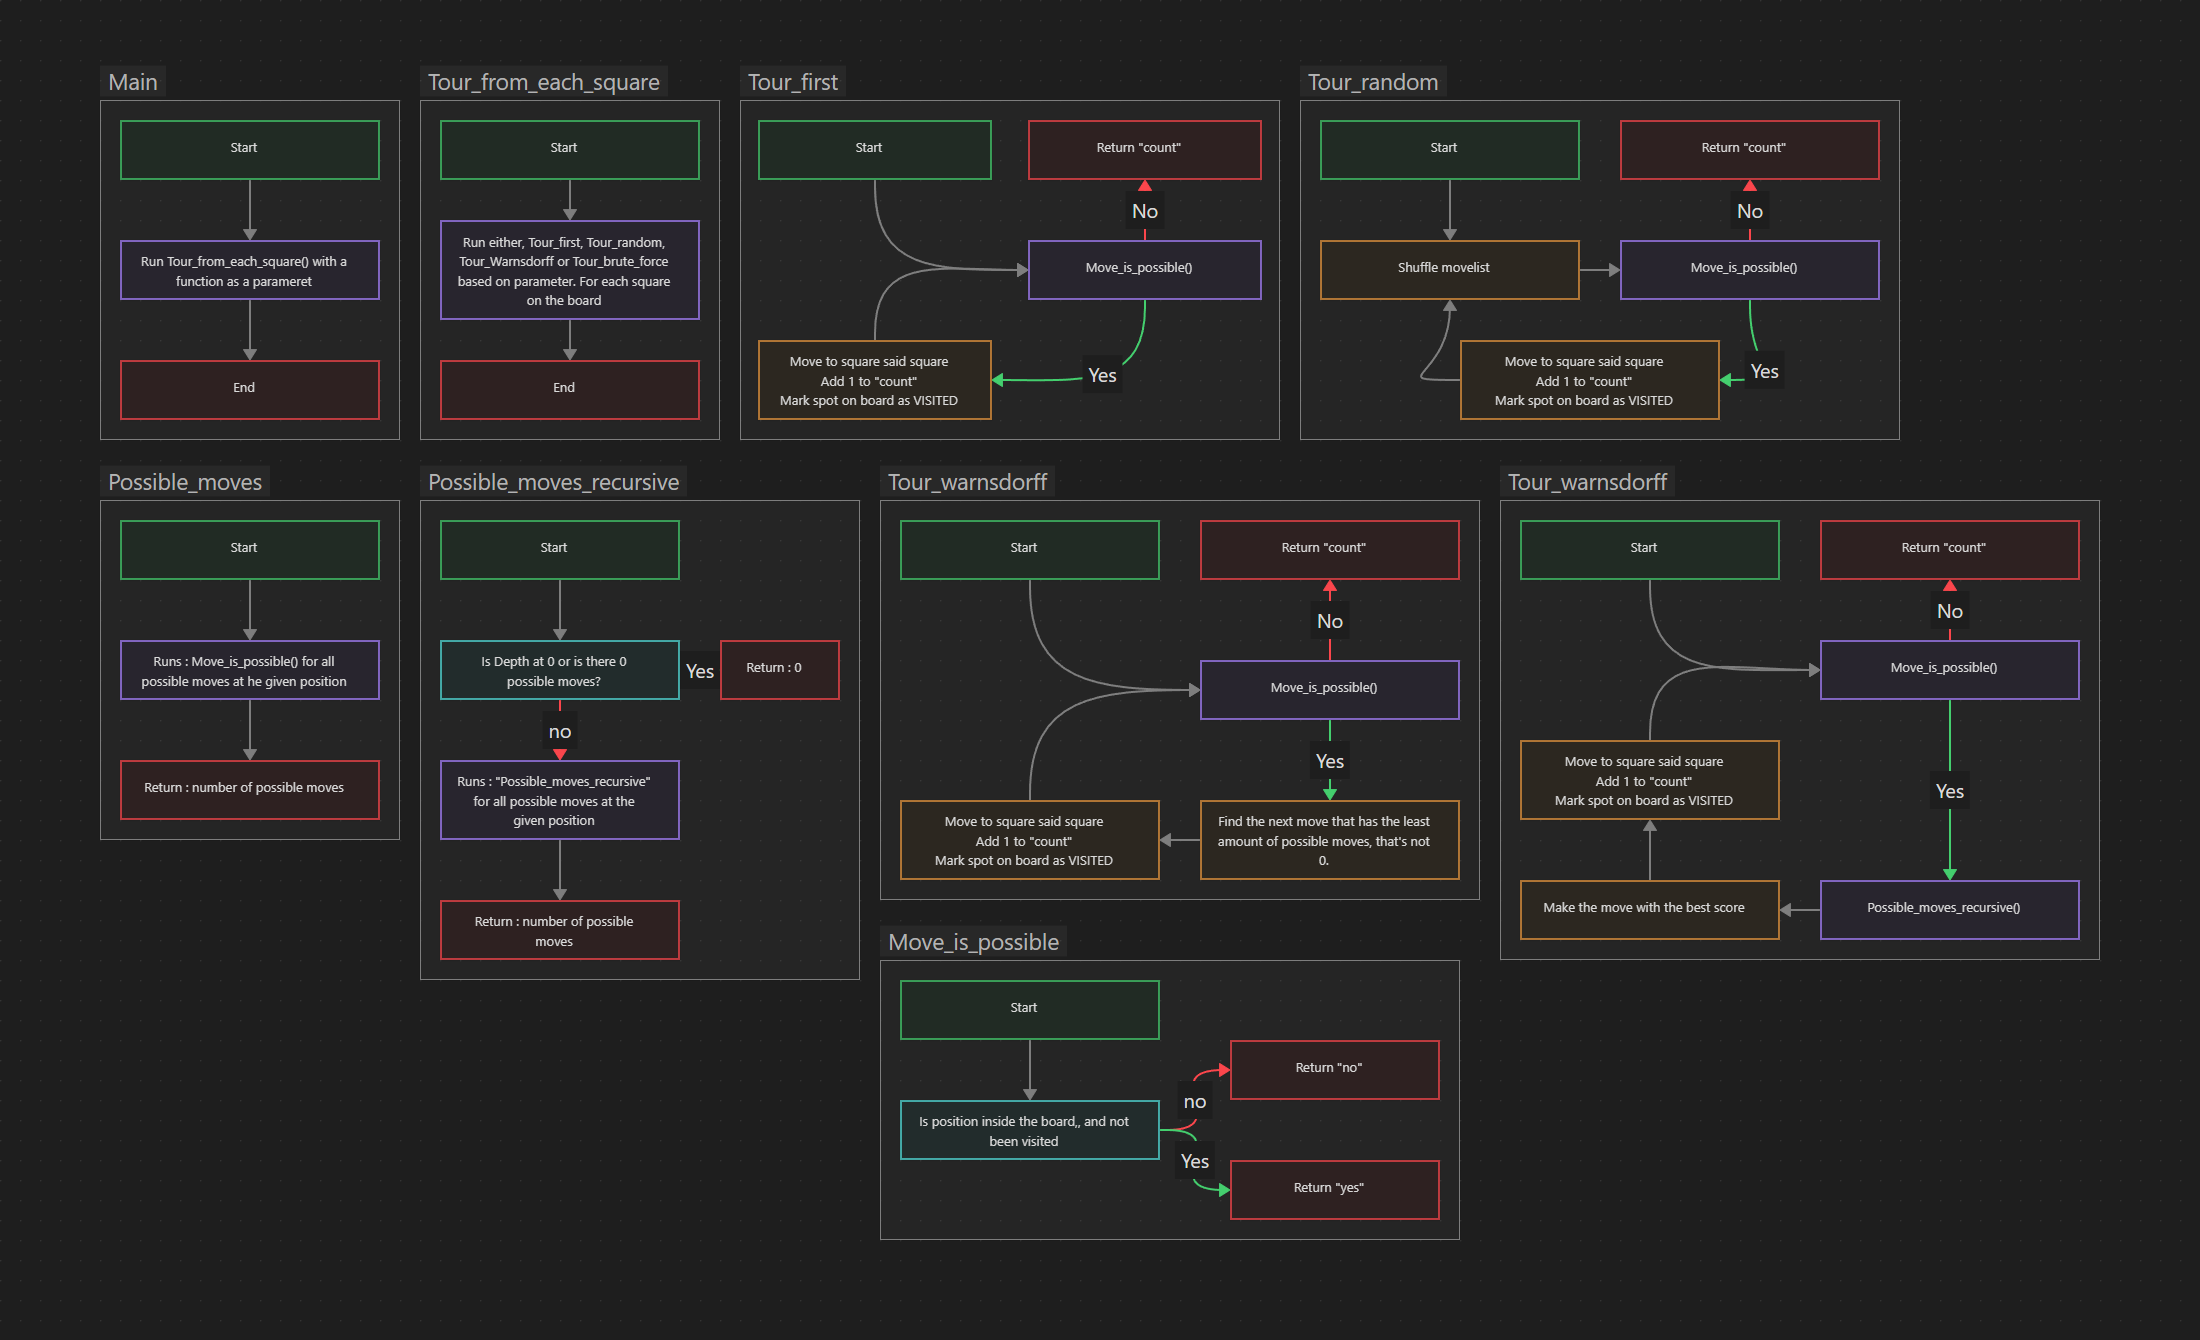 Main
Start
Run Tour_from_each_square() with a
function as a parameret
End
Tour_from_each_square
Start
Run either, Tour_first, Tour_random,
Tour_Warnsdorff or Tour_brute_force
based on parameter. For each square
on the board
End
Tour_first
Start
Return "count"
No
Move_is_possible()
Yes
Move to square said square
Add 1 to "count"
Mark spot on board as VISITED
Tour_random
Start
Return "count"
No
Shuffle movelist
Move_is_possible()
Yes
Move to square said square
Add 1 to "count"
Mark spot on board as VISITED
Possible_moves
Start
Runs : Move_is_possible() for all
possible moves at he given position
Return : number of possible moves
Possible_moves_recursive
Start
Is Depth at 0 or is there 0
possible moves?
Yes
Return : 0
no
Runs : "Possible_moves_recursive"
for all possible moves at the
given position
Return : number of possible
moves
Tour_warnsdorff
Start
Return "count"
No
Move_is_possible()
Yes
Move to square said square
Add 1 to "count"
Mark spot on board as VISITED
Find the next move that has the least
amount of possible moves, that's not
0.
Tour_warnsdorff
Start
Return "count"
No
Move_is_possible()
Move to square said square
Add 1 to "count"
Mark spot on board as VISITED
Yes
Make the move with the best score
Possible_moves_recursive()
Move_is_possible
Start
Return "no"
no
Is position inside the board,, and not
been visited
Yes
Return "yes"